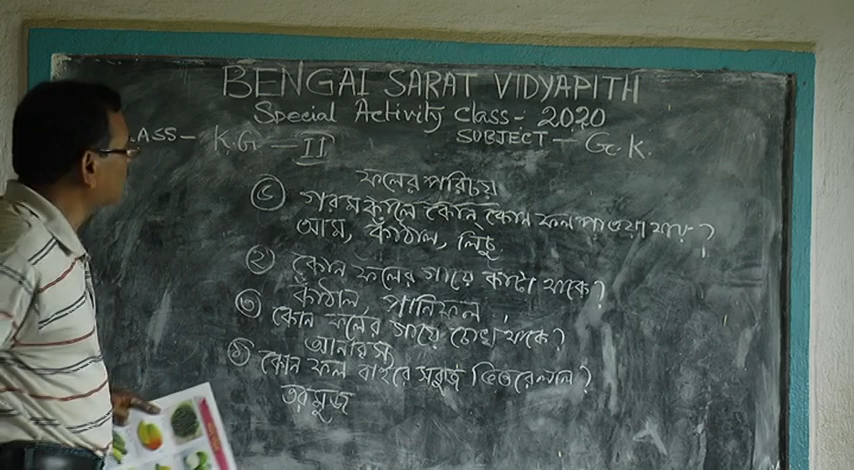 BENGAI SARAT VIDYAPITH
Special Activity Class - 2020
LASS - K.G - II SUBJECT - G.K.
ফলের পরিচয়
১ গরমকালে কোন কোন ফল পাওয়া যায়?
আম, কাঁঠাল, লিচু
২ কোন ফলের গায়ে কাঁটা থাকে?
কাঁঠাল, পানিফল
৩ কোন ফলের গায়ে চোখ থাকে?
আনারস
৪ কোন ফল বাইরে সবুজ ভিতরে লাল?
তরমুজ